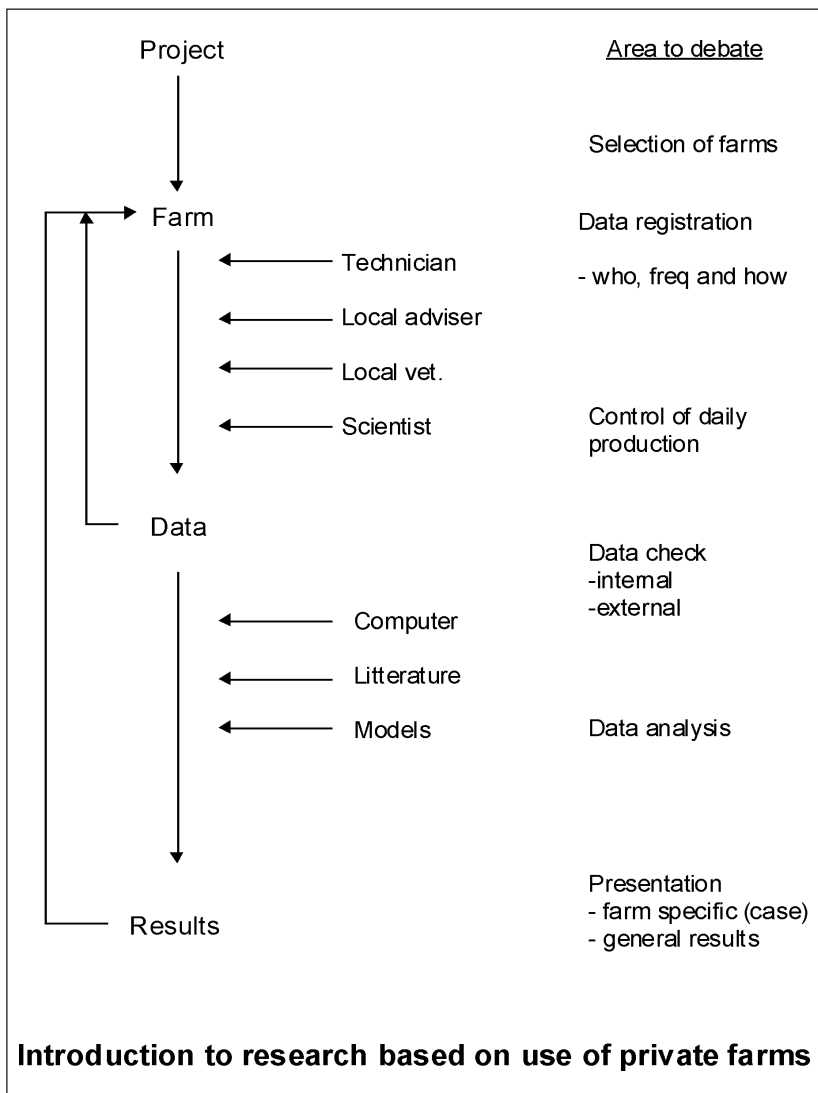 Project
Area to debate
Selection of farms
Farm
Data registration
Technician
- who, freq and how
Local adviser
Local vet.
Scientist
Control of daily
production
Data
Data check
-internal
-external
Computer
Litterature
Models
Data analysis
Presentation
- farm specific (case)
- general results
Results
Introduction to research based on use of private farms